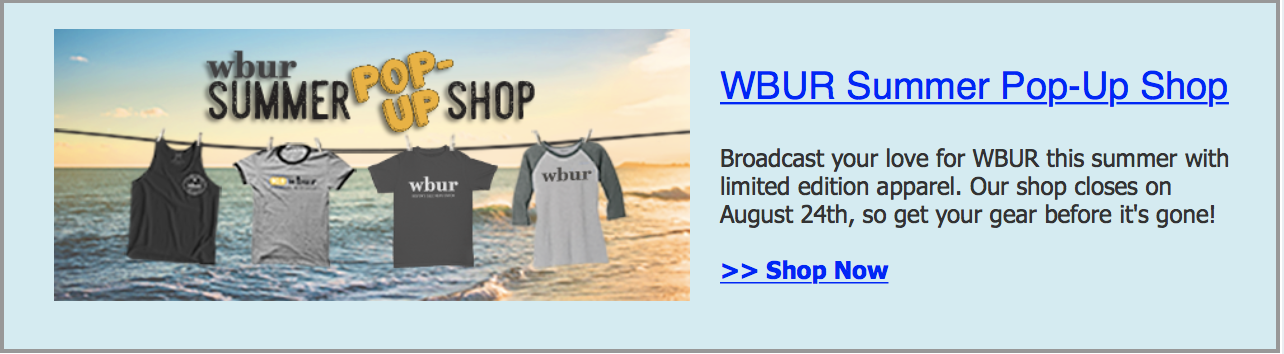 wbur
SUMMER POP-UP SHOP
wbur
wbur
wbur
WBUR Summer Pop-Up Shop
Broadcast your love for WBUR this summer with
limited edition apparel. Our shop closes on
August 24th, so get your gear before it's gone!
>> Shop Now